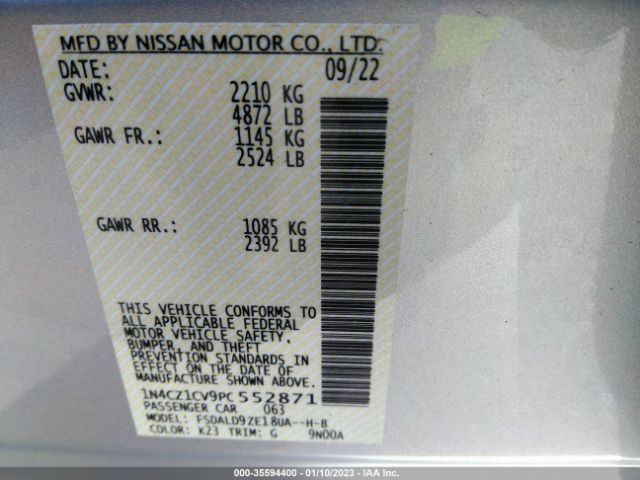 MFD BY NISSAN MOTOR CO., LTD.
DATE: 09/22
GVWR: 2210 KG
4872 LB
GAWR FR.: 1145 KG
2524 LB
GAWR RR.: 1085 KG
2392 LB
THIS VEHICLE CONFORMS TO
ALL APPLICABLE FEDERAL
MOTOR VEHICLE SAFETY,
BUMPER, AND THEFT
PREVENTION STANDARDS IN
EFFECT ON THE DATE OF
MANUFACTURE SHOWN ABOVE.
1N4CZ1CV9PC552871
PASSENGER CAR 063
MODEL: FSDALD9ZE18UA--H-B
COLOR: K23 TRIM: G 9N00A
000-35594400 - 01/10/2023 - IAA Inc.